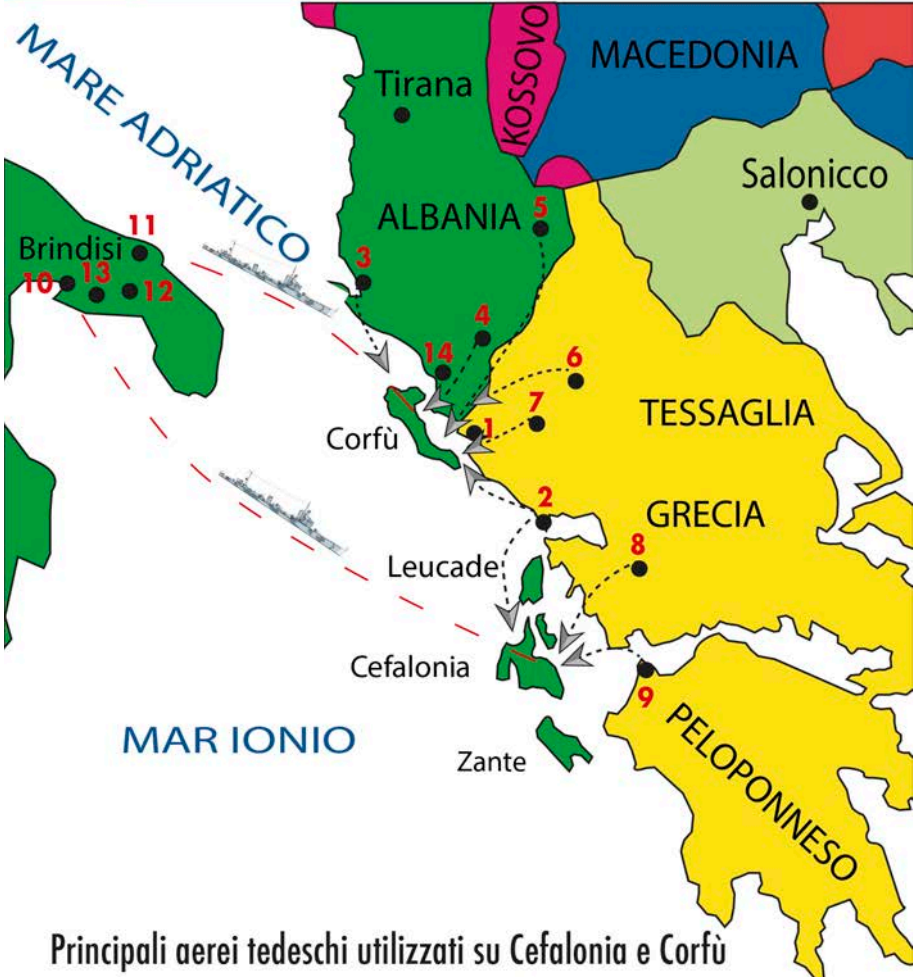 MARE ADRIATICO
Tirana
KOSSOVO
MACEDONIA
Salonicco
ALBANIA
5
11
Brindisi
3
10
13
12
4
14
6
7
1
Corfù
TESSAGLIA
2
GRECIA
8
Leucade
Cefalonia
9
MAR IONIO
Zante
PELOPONNESO
Principali aerei tedeschi utilizzati su Cefalonia e Corfù